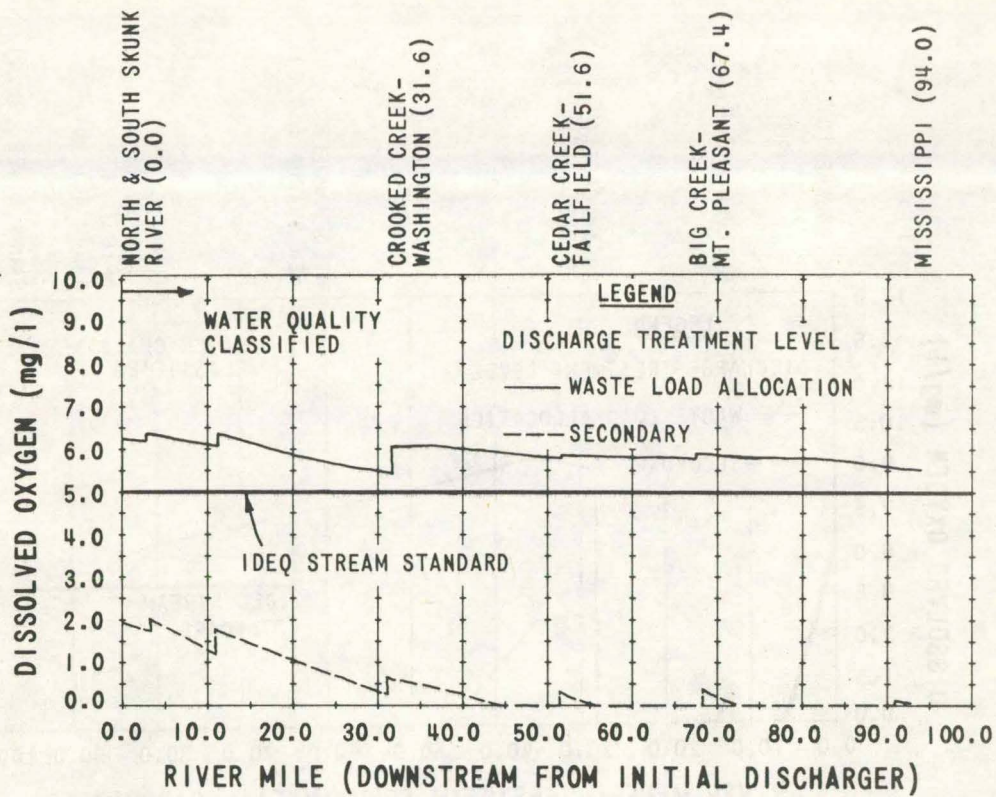 NORTH & SOUTH SKUNK
RIVER (0.0)
CROOKED CREEK-
WASHINGTON (31.6)
CEDAR CREEK-
FAILFIELD (51.6)
BIG CREEK-
MT. PLEASANT (67.4)
MISSISSIPPI (94.0)
DISSOLVED OXYGEN (mg/l)
10.0
9.0
8.0
7.0
6.0
5.0
4.0
3.0
2.0
1.0
0.0
WATER QUALITY
CLASSIFIED
LEGEND
DISCHARGE TREATMENT LEVEL
WASTE LOAD ALLOCATION
SECONDARY
IDEQ STREAM STANDARD
0.0 10.0 20.0 30.0 40.0 50.0 60.0 70.0 80.0 90.0 100.0
RIVER MILE (DOWNSTREAM FROM INITIAL DISCHARGER)